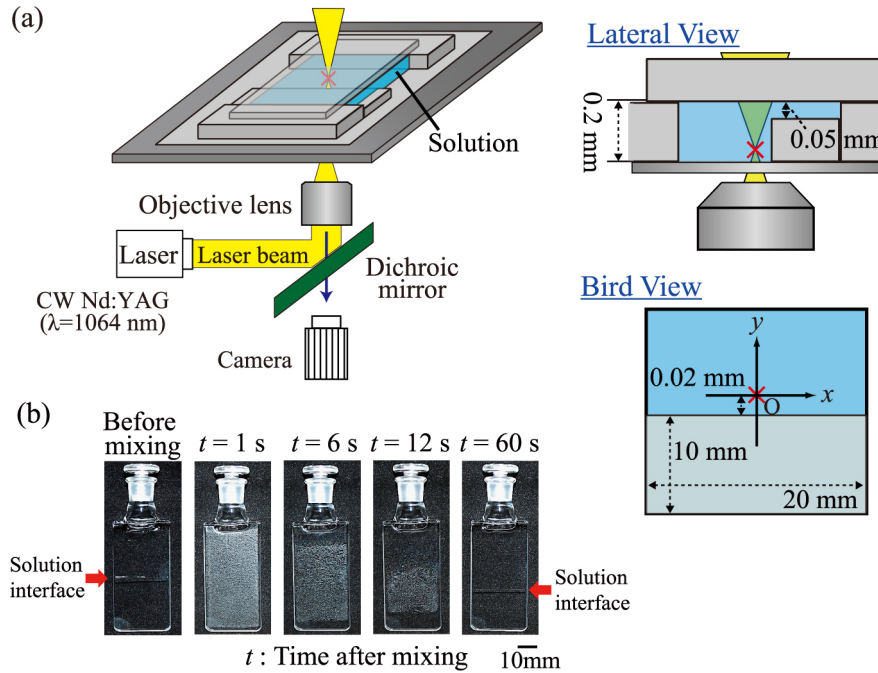 (a)
Solution
Objective lens
Laser
Laser beam
Dichroic
mirror
CW Nd:YAG
(λ=1064 nm)
Camera
Lateral View
0.2 mm
0.05 mm
Bird View
y
0.02 mm
x
O
10 mm
20 mm
(b)
Before
mixing
t = 1 s
t = 6 s
t = 12 s
t = 60 s
Solution
interface
Solution
interface
t : Time after mixing
10mm